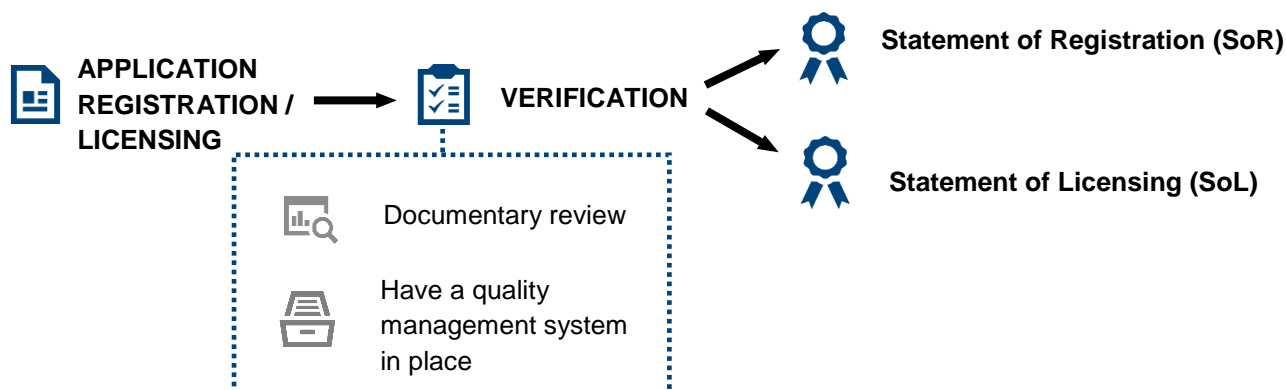 APPLICATION
REGISTRATION /
LICENSING
VERIFICATION
Statement of Registration (SoR)
Statement of Licensing (SoL)
Documentary review
Have a quality
management system
in place